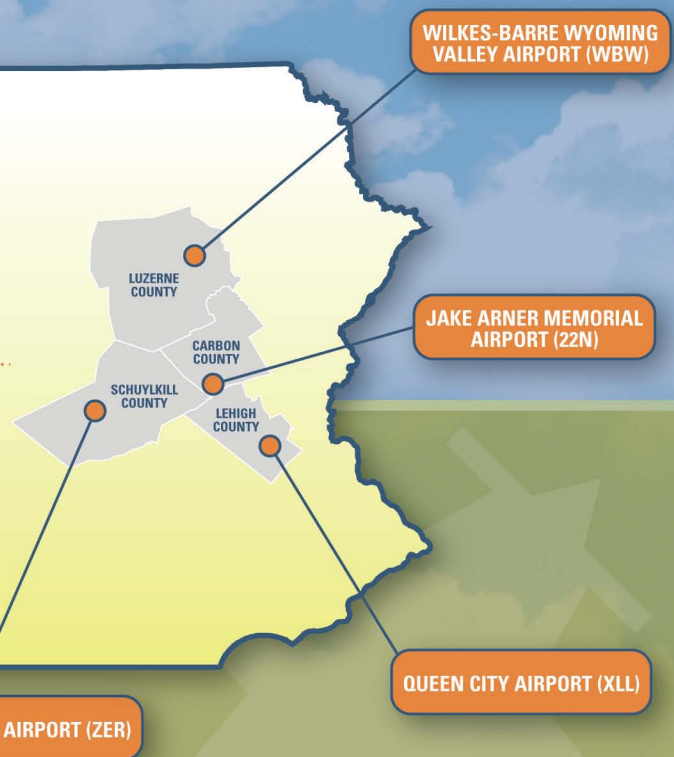 WILKES-BARRE WYOMING
VALLEY AIRPORT (WBW)
LUZERNE
COUNTY
JAKE ARNER MEMORIAL
AIRPORT (22N)
CARBON
COUNTY
SCHUYLKILL
COUNTY
LEHIGH
COUNTY
QUEEN CITY AIRPORT (XLL)
AIRPORT (ZER)